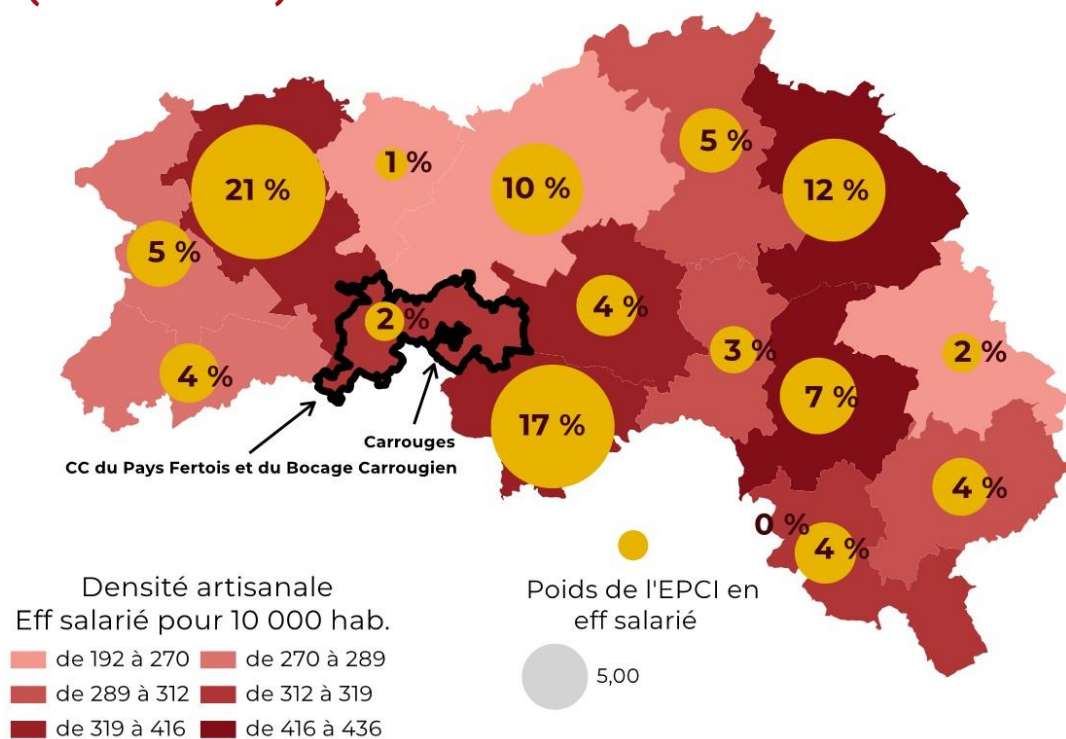 5 %
1 %
21 %
10 %
12 %
5 %
4 %
2 %
3 %
2 %
4 %
7 %
17 %
Carrouges
CC du Pays Fertois et du Bocage Carrougien
4 %
0 %
4 %
Densité artisanale
Eff salarié pour 10 000 hab.
de 192 à 270
de 270 à 289
de 289 à 312
de 312 à 319
de 319 à 416
de 416 à 436
Poids de l'EPCI en
eff salarié
5,00